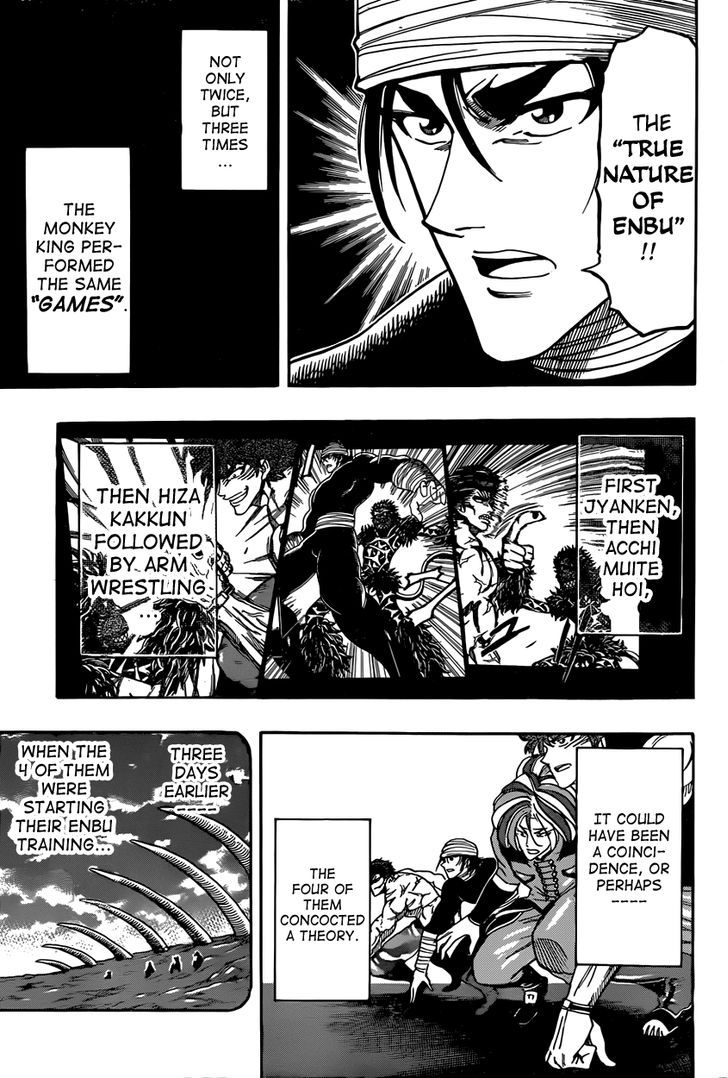 THE
"TRUE
NATURE
OF
ENBU"
!!
NOT
ONLY
TWICE,
BUT
THREE
TIMES
...
THE
MONKEY
KING PER-
FORMED
THE SAME
"GAMES".
FIRST
JYANKEN,
THEN
ACCHI
MUITE
HOI,
THEN HIZA
KAKKUN
FOLLOWED
BY ARM
WRESTLING
...
IT COULD
HAVE BEEN
A COINCI-
DENCE, OR
PERHAPS
----
THE
FOUR OF
THEM
CONCOCTED
A THEORY.
THREE
DAYS
EARLIER
----
WHEN THE
4 OF THEM
WERE
STARTING
THEIR ENBU
TRAINING...